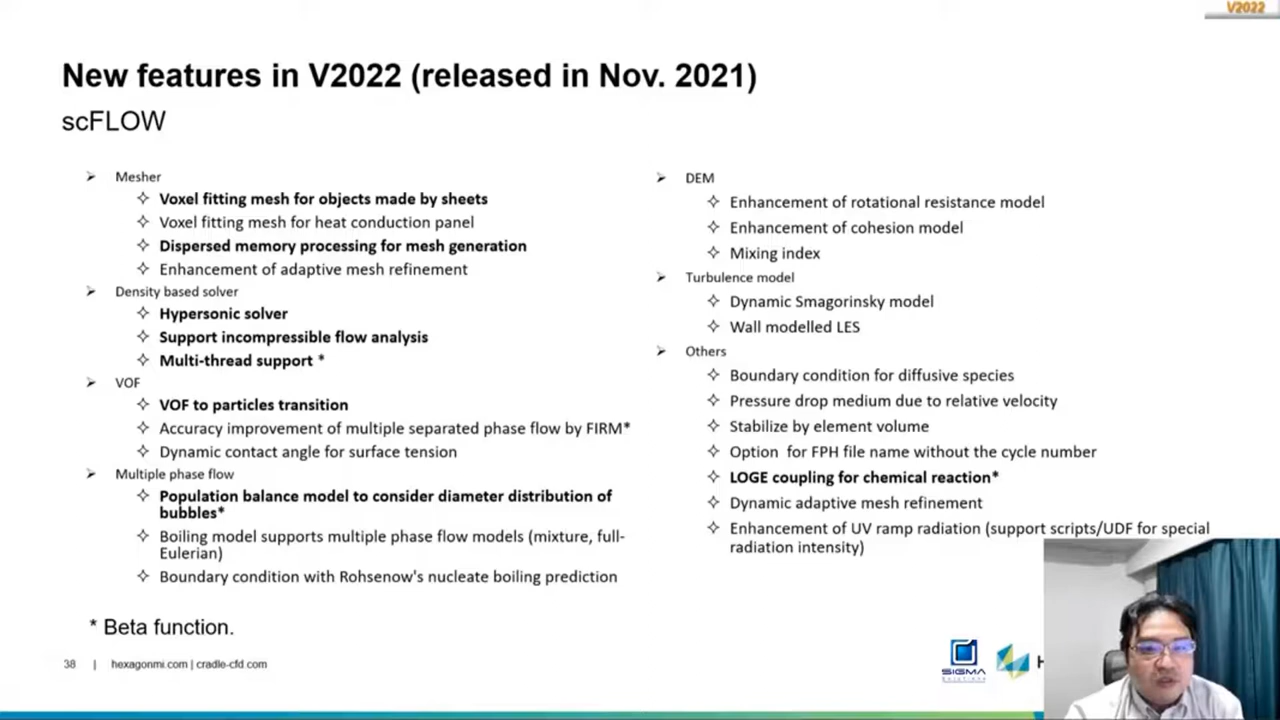 V2022
New features in V2022 (released in Nov. 2021)
scFLOW
Mesher
Voxel fitting mesh for objects made by sheets
Voxel fitting mesh for heat conduction panel
Dispersed memory processing for mesh generation
Enhancement of adaptive mesh refinement
Density based solver
Hypersonic solver
Support incompressible flow analysis
Multi-thread support *
VOF
VOF to particles transition
Accuracy improvement of multiple separated phase flow by FIRM*
Dynamic contact angle for surface tension
Multiple phase flow
Population balance model to consider diameter distribution of
bubbles*
Boiling model supports multiple phase flow models (mixture, full-
Eulerian)
Boundary condition with Rohsenow's nucleate boiling prediction
DEM
Enhancement of rotational resistance model
Enhancement of cohesion model
Mixing index
Turbulence model
Dynamic Smagorinsky model
Wall modelled LES
Others
Boundary condition for diffusive species
Pressure drop medium due to relative velocity
Stabilize by element volume
Option for FPH file name without the cycle number
LOGE coupling for chemical reaction*
Dynamic adaptive mesh refinement
Enhancement of UV ramp radiation (support scripts/UDF for special
radiation intensity)
* Beta function.
38 | hexagonmi.com | cradle-cfd.com
SIGMA
Solutions
H